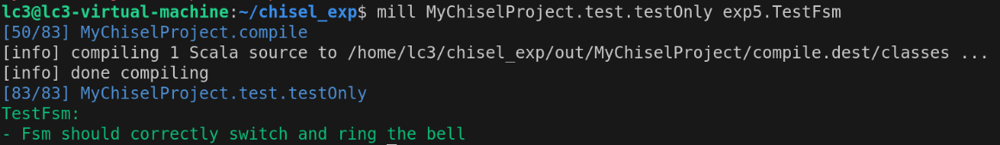 lc3@lc3-virtual-machine:~/chisel_exp$ mill MyChiselProject.test.testOnly exp5.TestFsm
[50/83] MyChiselProject.compile
[info] compiling 1 Scala source to /home/lc3/chisel_exp/out/MyChiselProject/compile.dest/classes ...
[info] done compiling
[83/83] MyChiselProject.test.testOnly
TestFsm:
- Fsm should correctly switch and ring the bell